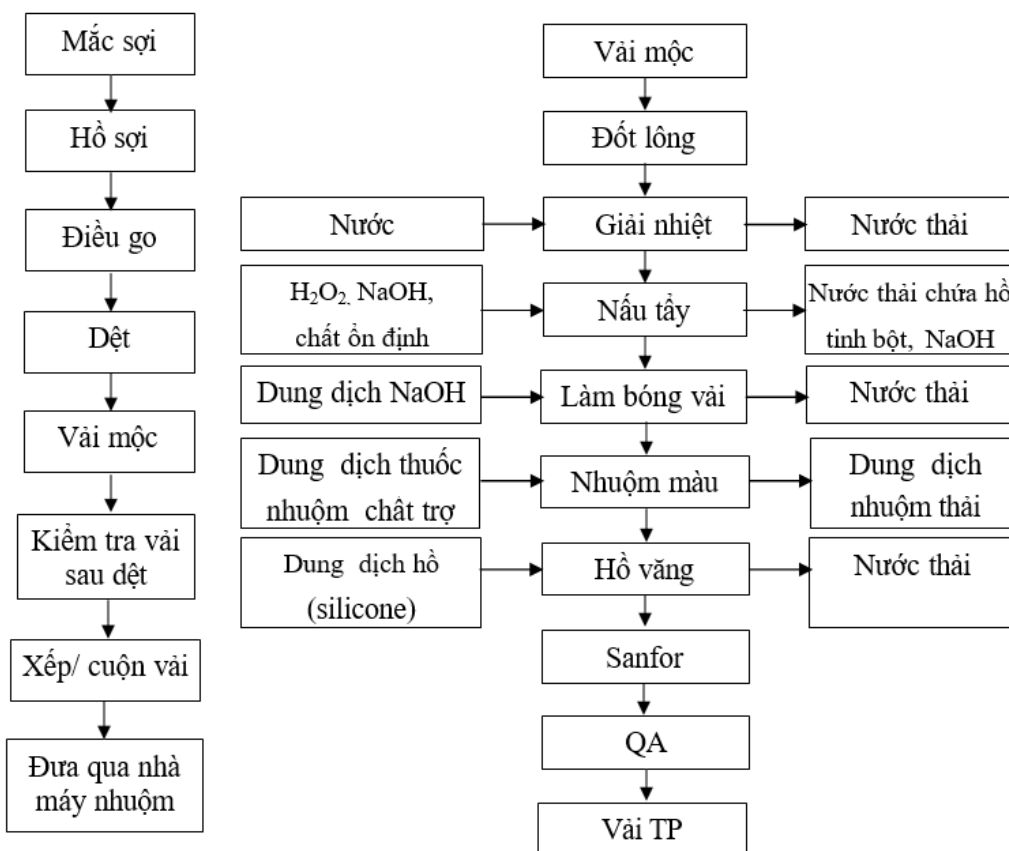 Mắc sợi
Hồ sợi
Điều go
Dệt
Vải mộc
Kiểm tra vải
sau dệt
Xếp/ cuộn vải
Đưa qua nhà
máy nhuộm
Vải mộc
Đốt lông
Nước
Giải nhiệt
Nước thải
H₂O₂, NaOH,
chất ổn định
Nấu tẩy
Nước thải chứa hồ
tinh bột, NaOH
Dung dịch NaOH
Làm bóng vải
Nước thải
Dung dịch thuốc
nhuộm chât trợ
Nhuộm màu
Dung dịch
nhuộm thải
Dung dịch hồ
(silicone)
Hồ văng
Nước thải
Sanfor
QA
Vải TP